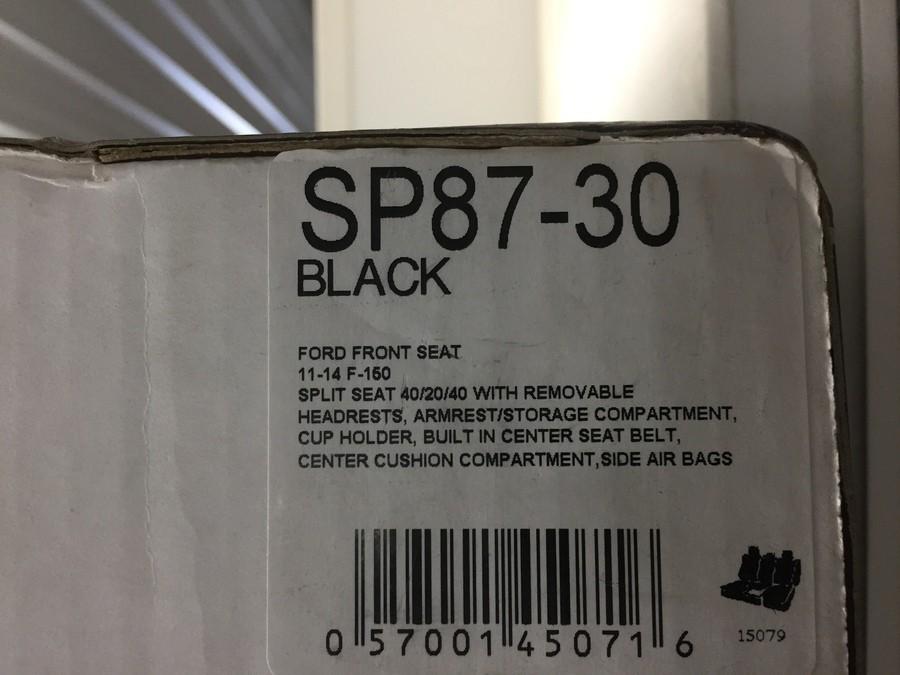 SP87-30
BLACK
FORD FRONT SEAT
11-14 F-150
SPLIT SEAT 40/20/40 WITH REMOVABLE
HEADRESTS, ARMREST/STORAGE COMPARTMENT,
CUP HOLDER, BUILT IN CENTER SEAT BELT,
CENTER CUSHION COMPARTMENT,SIDE AIR BAGS
0 57001 45071 6
15079